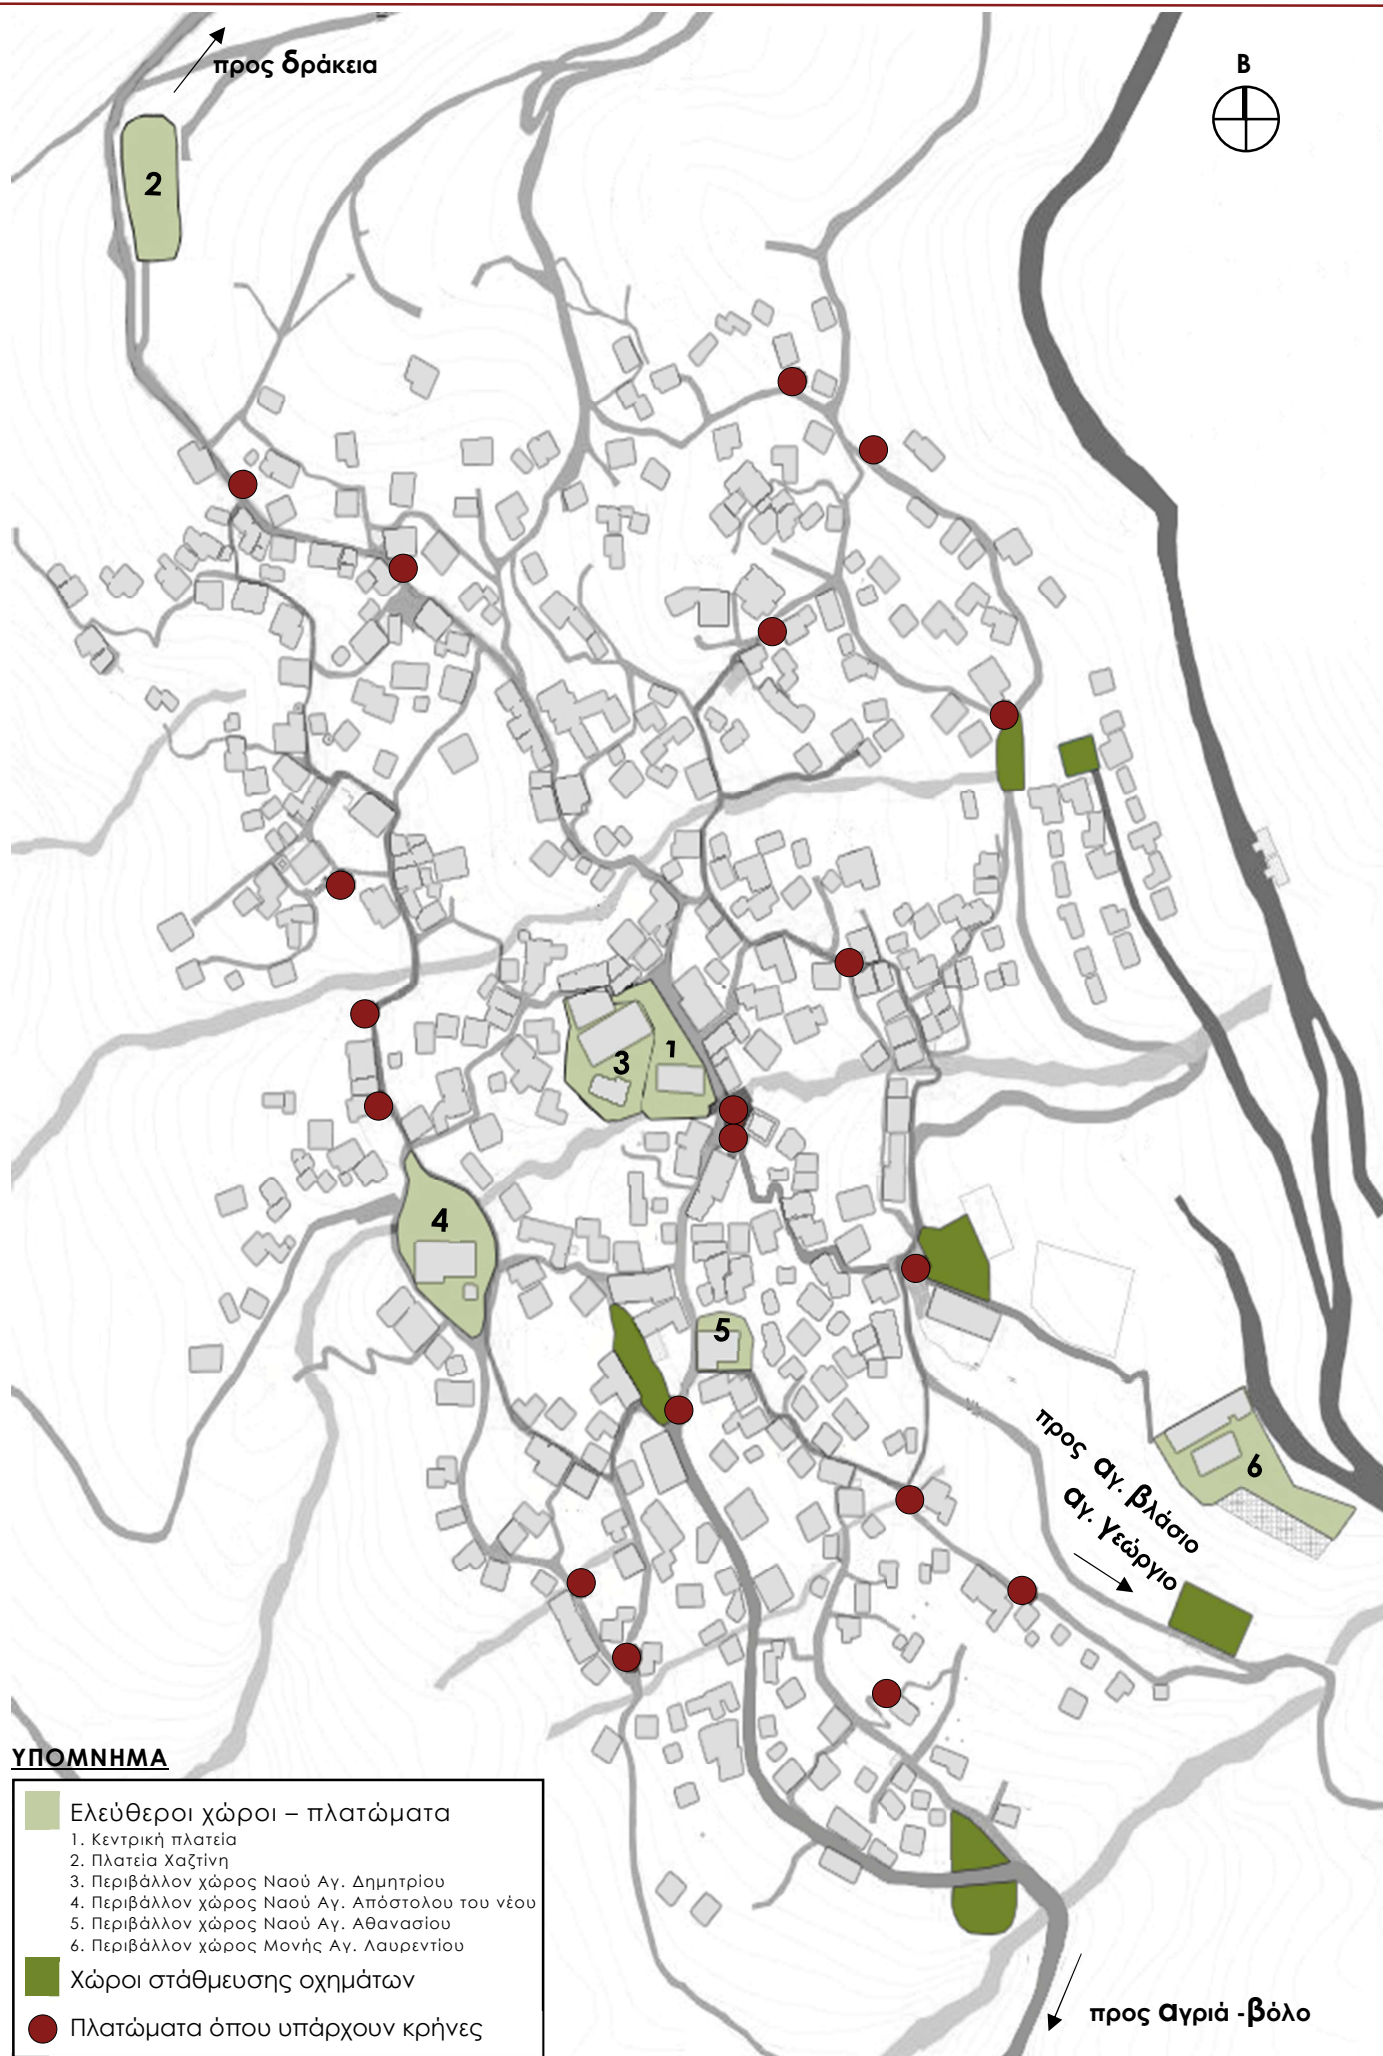 προς δράκεια
Β
2
3
1
4
5
6
προς αγ. βλάσιο
αγ. γεώργιο
ΥΠΟΜΝΗΜΑ
Ελεύθεροι χώροι – πλατώματα
1. Κεντρική πλατεία
2. Πλατεία Χαζτίνη
3. Περιβάλλον χώρος Ναού Αγ. Δημητρίου
4. Περιβάλλον χώρος Ναού Αγ. Απόστολου του νέου
5. Περιβάλλον χώρος Ναού Αγ. Αθανασίου
6. Περιβάλλον χώρος Μονής Αγ. Λαυρεντίου
Χώροι στάθμευσης οχημάτων
Πλατώματα όπου υπάρχουν κρήνες
προς αγριά -βόλο